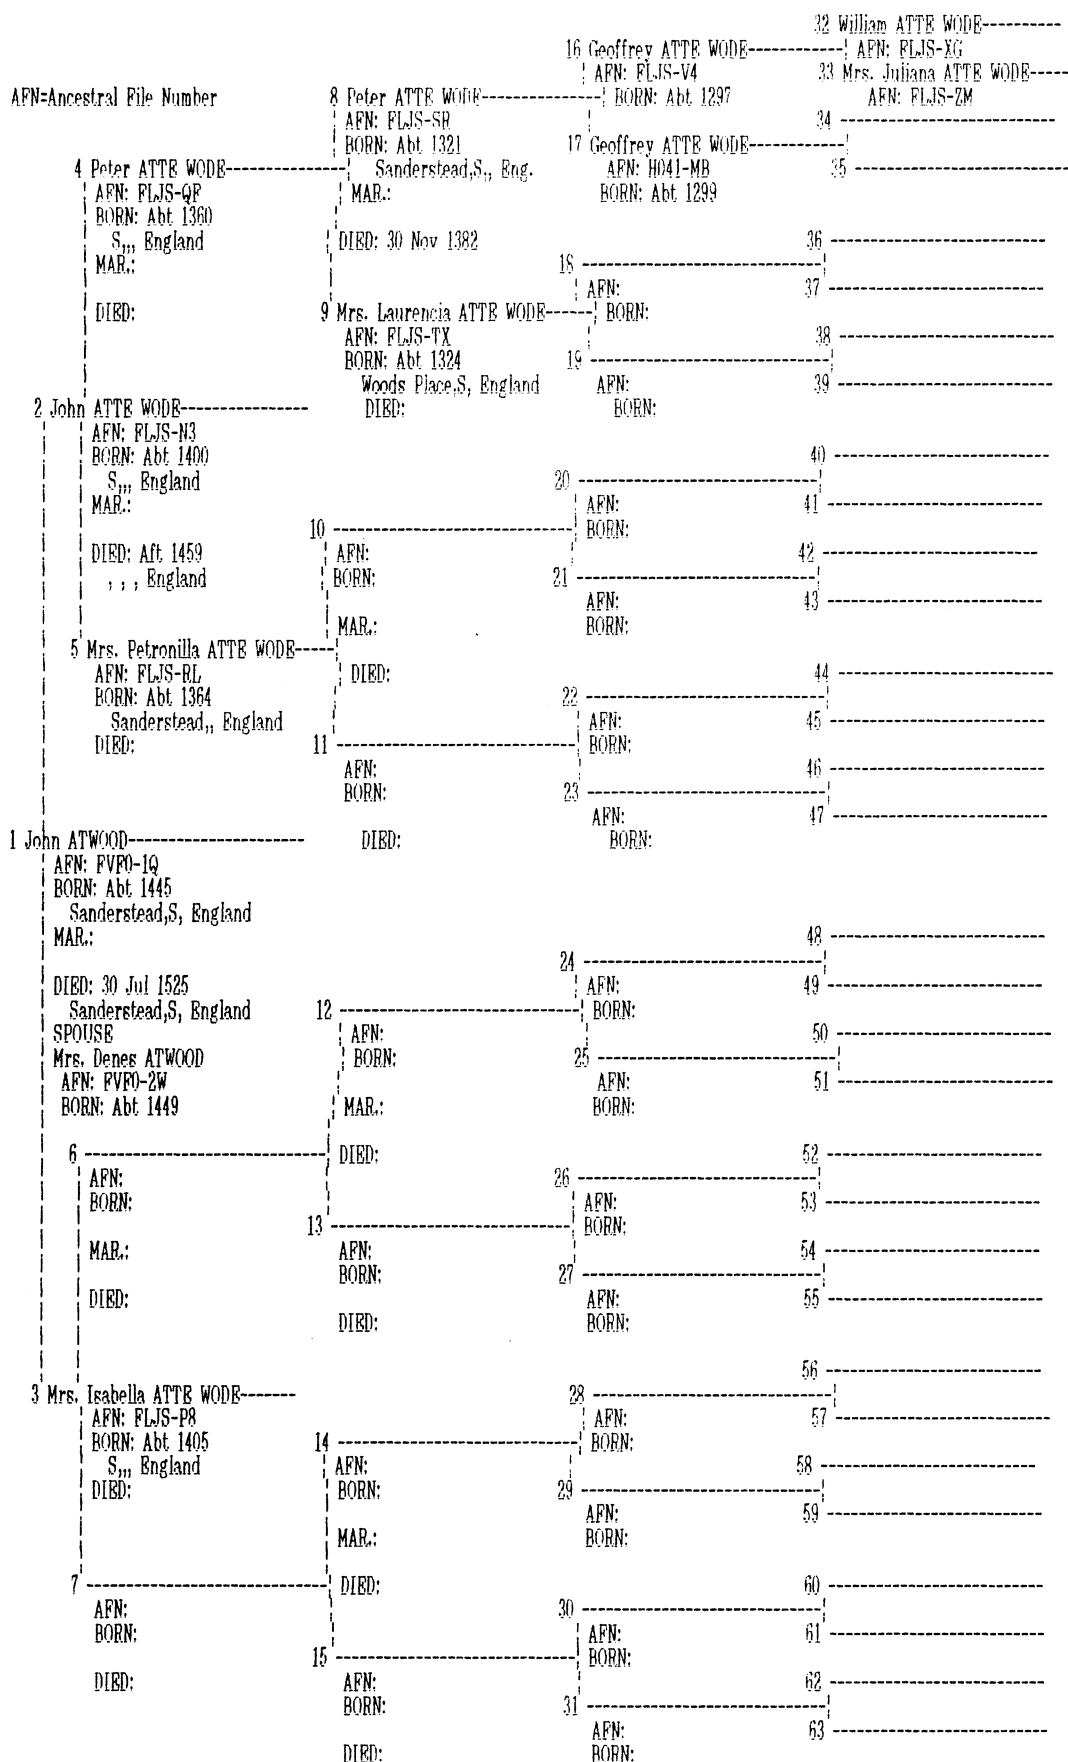 32 William ATTE WODE----------
16 Geoffrey ATTE WODE------------ AFN: FLJS-XG
AFN: FLJS-V4 33 Mrs. Juliana ATTE WODE-----
AFN=Ancestral File Number 8 Peter ATTE WODE--------------- BORN: Abt 1297 AFN: FLJS-ZM
AFN: FLJS-SR 34
BORN: Abt 1321 17 Geoffrey ATTE WODE------------
4 Peter ATTE WODE--------------- Sanderstead,S,, Eng. AFN: H041-MB 35
AFN: FLJS-QF MAR.: BORN: Abt 1299
BORN: Abt 1360
S,,, England DIED: 30 Nov 1382 36
MAR.: 18
AFN: 37
DIED: 9 Mrs. Laurencia ATTE WODE----- BORN:
AFN: FLJS-TX 38
BORN: Abt 1324 19
Woods Place,S, England AFN: 39
2 John ATTE WODE---------------- DIED: BORN:
AFN: FLJS-N3
BORN: Abt 1400 40
S,,, England 20
MAR.: AFN: 41
10 BORN:
DIED: Aft 1459 AFN: 42
, , , England BORN: 21
AFN: 43
MAR.: BORN:
5 Mrs. Petronilla ATTE WODE-----
AFN: FLJS-RL DIED: 44
BORN: Abt 1364 22
Sanderstead,, England AFN: 45
DIED: 11 BORN:
AFN: 46
BORN: 23
AFN: 47
1 John ATWOOD---------------------- DIED: BORN:
AFN: FVF0-1Q
BORN: Abt 1445
Sanderstead,S, England
MAR.: 48
24
DIED: 30 Jul 1525 AFN: 49
Sanderstead,S, England 12 BORN:
SPOUSE AFN: 50
Mrs. Denes ATWOOD BORN: 25
AFN: FVF0-2W AFN: 51
BORN: Abt 1449 MAR.: BORN:
6 DIED: 52
AFN: 26
BORN: AFN: 53
13 BORN:
MAR.: AFN: 54
BORN: 27
DIED: AFN: 55
DIED: BORN:
56
3 Mrs. Isabella ATTE WODE------- 28
AFN: FLJS-P8 AFN: 57
BORN: Abt 1405 14 BORN:
S,,, England AFN: 58
DIED: BORN: 29
AFN: 59
MAR.: BORN:
7 DIED: 60
AFN: 30
BORN: AFN: 61
15 BORN:
DIED: AFN: 62
BORN: 31
AFN: 63
DIED: BORN: